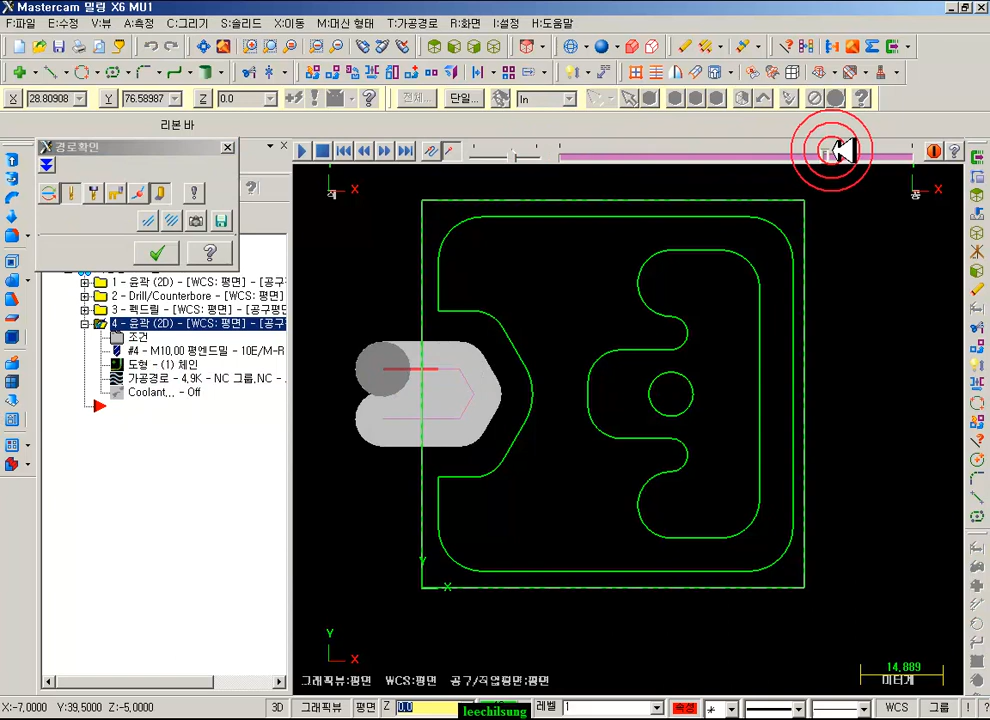 Mastercam 밀링 X6 MU1
F:파일 E:수정 V:뷰 A:측정 C:그리기 S:솔리드 X:이동 M:머신 형태 T:가공경로 R:화면 I:설정 H:도움말
X 28.80908 Y 76.58987 Z 0.0 전체... 단일... In
리본 바
경로확인
X X
1 - 윤곽 (2D) - [WCS: 평면] - [공구
2 - Drill/Counterbore - [WCS: 평면
3 - 펙드릴 - [WCS: 평면] - [공구평면
4 - 윤곽 (2D) - [WCS: 평면] - [공구
조건
#4 - M10,00 평엔드밀 - 10E/M-R
도형 - (1) 체인
가공경로 - 4,9K - NC 그룹,NC -
Coolant,,, - Off
Y
X
Y
X
그래픽뷰:평면 WCS:평면 공구/작업평면:평면
14,889
미터계
X:-7,0000 Y:39,5000 Z:-5,0000 3D 그래픽뷰 평면 Z 0,0 레벨 1 속성 WCS 그룹
leechilsung